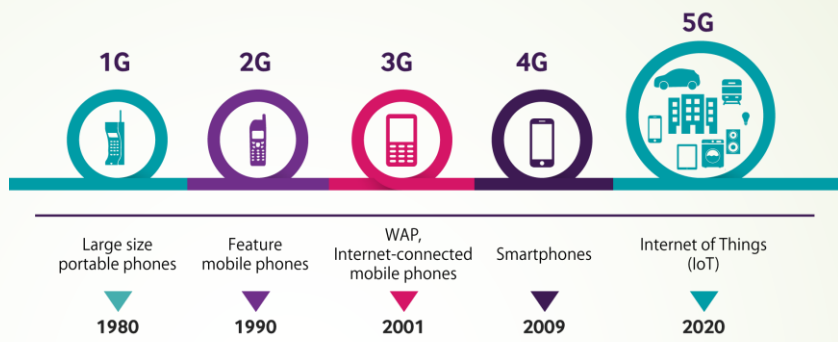 1G
2G
3G
4G
5G
Large size
portable phones
Feature
mobile phones
WAP,
Internet-connected
mobile phones
Smartphones
Internet of Things
(IoT)
1980
1990
2001
2009
2020